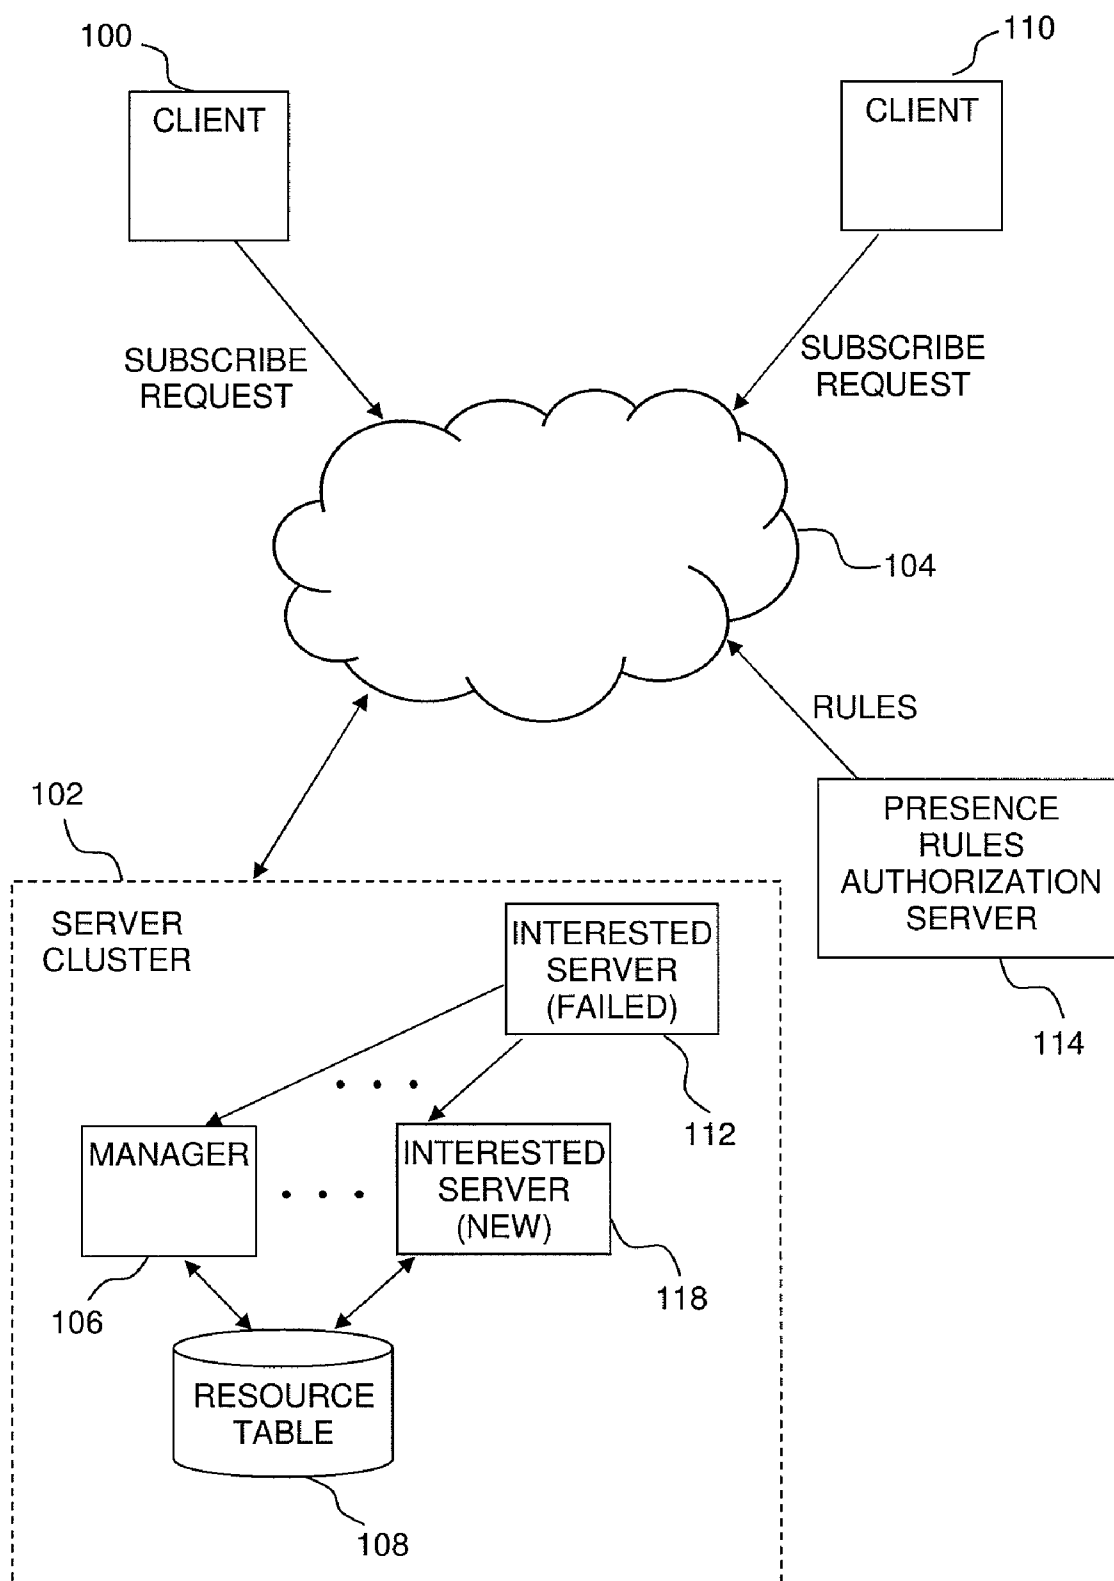 100
110
CLIENT
CLIENT
SUBSCRIBE
REQUEST
SUBSCRIBE
REQUEST
104
RULES
102
PRESENCE
RULES
AUTHORIZATION
SERVER
SERVER
CLUSTER
INTERESTED
SERVER
(FAILED)
114
112
MANAGER
INTERESTED
SERVER
(NEW)
118
106
RESOURCE
TABLE
108